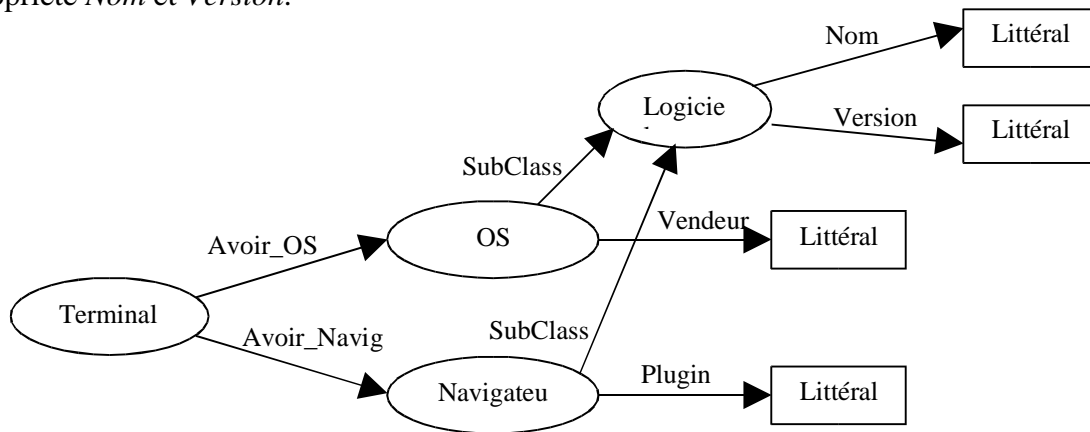 opriété Nom et Version.
Nom
Littéral
Logicie
Version
Littéral
SubClass
Vendeur
Avoir_OS
OS
Littéral
Terminal
Avoir_Navig
SubClass
Plugin
Navigateu
Littéral